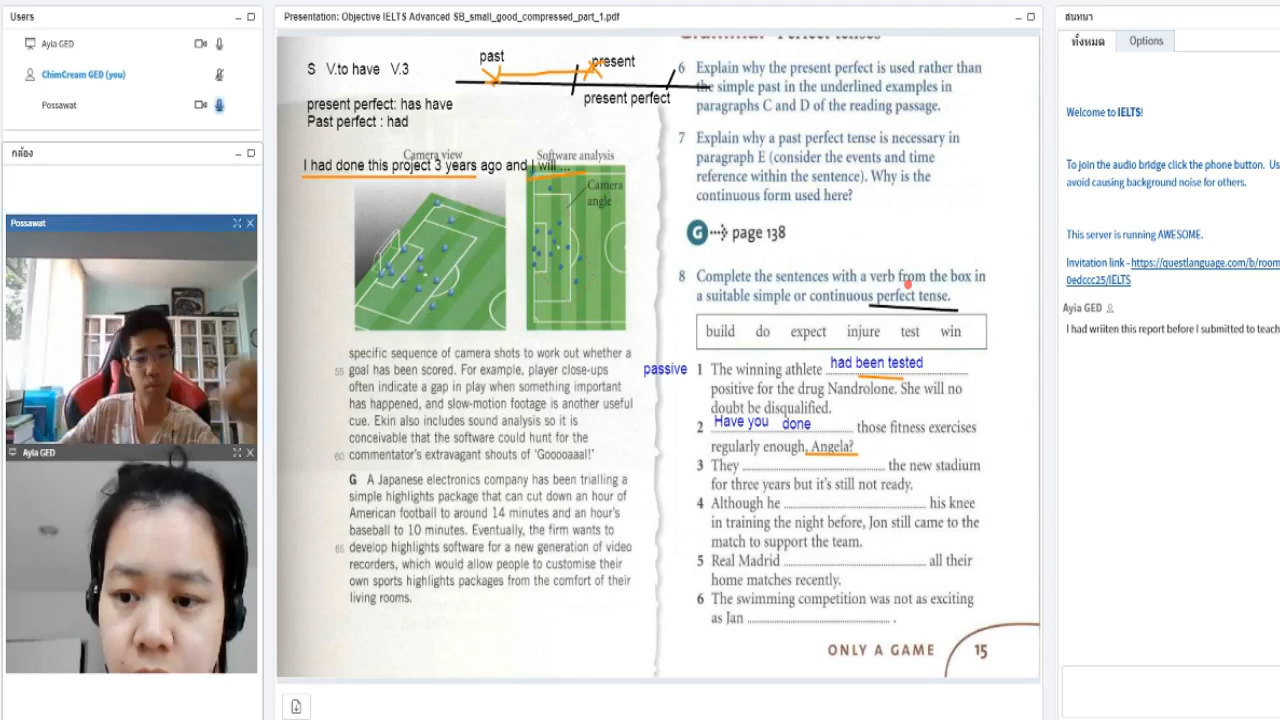 Users
Ayla GED
ChimCream GED (you)
Possawat
กล้อง
Possawat
Ayla GED
Presentation: Objective IELTS Advanced SB_small_good_compressed_part_1.pdf
S V.to have V.3
past
present
present perfect
present perfect: has have
Past perfect : had
Camera view
Software analysis
I had done this project 3 years ago and I will ...
Camera
angle
specific sequence of camera shots to work out whether a
55 goal has been scored. For example, player close-ups
often indicate a gap in play when something important
has happened, and slow-motion footage is another useful
cue. Ekin also includes sound analysis so it is
conceivable that the software could hunt for the
60 commentator's extravagant shouts of 'Gooooaaal!'
G A Japanese electronics company has been trialling a
simple highlights package that can cut down an hour of
American football to around 14 minutes and an hour's
baseball to 10 minutes. Eventually, the firm wants to
65 develop highlights software for a new generation of video
recorders, which would allow people to customise their
own sports highlights packages from the comfort of their
living rooms.
6 Explain why the present perfect is used rather than
the simple past in the underlined examples in
paragraphs C and D of the reading passage.
7 Explain why a past perfect tense is necessary in
paragraph E (consider the events and time
reference within the sentence). Why is the
continuous form used here?
G page 138
8 Complete the sentences with a verb from the box in
a suitable simple or continuous perfect tense.
build do expect injure test win
passive 1 The winning athlete had been tested
positive for the drug Nandrolone. She will no
doubt be disqualified.
2 Have you done those fitness exercises
regularly enough, Angela?
3 They .................... the new stadium
for three years but it's still not ready.
4 Although he .................... his knee
in training the night before, Jon still came to the
match to support the team.
5 Real Madrid .................... all their
home matches recently.
6 The swimming competition was not as exciting
as Jan .................... .
ONLY A GAME 15
สนทนา
ทั้งหมด Options
Welcome to IELTS!
To join the audio bridge click the phone button. Us
avoid causing background noise for others.
This server is running AWESOME.
Invitation link - https://questlanguage.com/b/room
0edccc25/IELTS
Ayla GED
I had wriiten this report before I submitted to teach